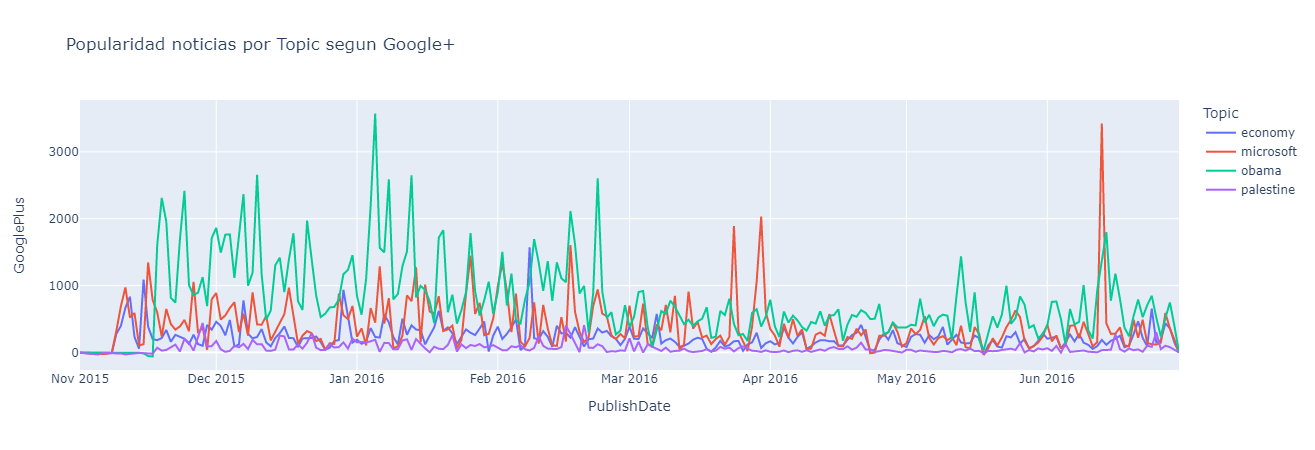 Popularidad noticias por Topic segun Google+
Topic
economy
microsoft
obama
palestine
GooglePlus
3000
2000
1000
0
Nov 2015
Dec 2015
Jan 2016
Feb 2016
Mar 2016
Apr 2016
May 2016
Jun 2016
PublishDate